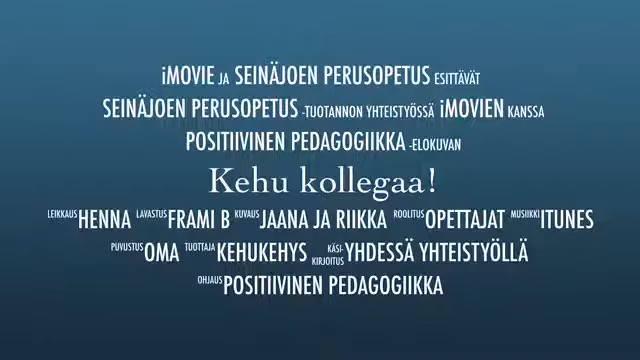 iMOVIE JA SEINÄJOEN PERUSOPETUS ESITTÄVÄT
SEINÄJOEN PERUSOPETUS -TUOTANNON YHTEISTYÖSSÄ iMOVIEN KANSSA
POSITIIVINEN PEDAGOGIIKKA -ELOKUVAN
Kehu kollegaa!
LEIKKAUS HENNA LAVASTUS FRAMI B KUVAUS JAANA JA RIIKKA ROOLITUS OPETTAJAT MUSIIKKI ITUNES
PUVUSTUS OMA TUOTTAJA KEHUKEHYS KÄSI-KIRJOITUS YHDESSÄ YHTEISTYÖLLÄ
OHJAUS POSITIIVINEN PEDAGOGIIKKA